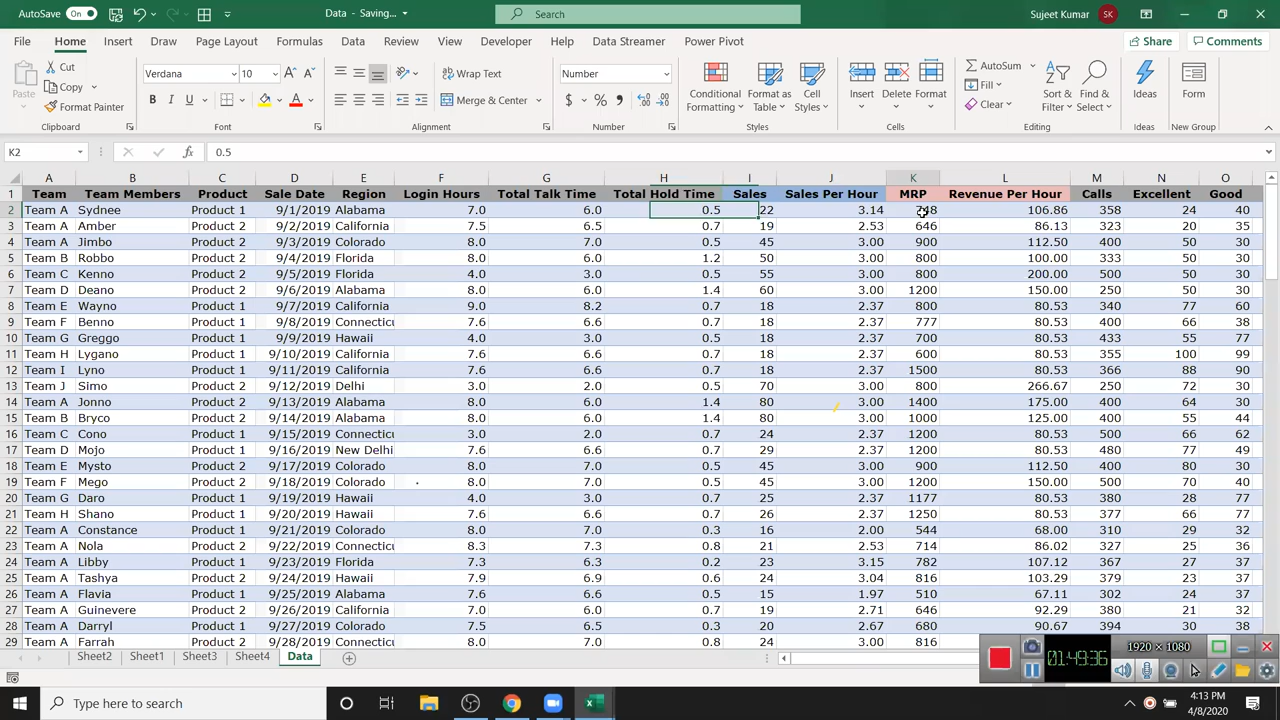 AutoSave On Data - Saving... Search Sujeet Kumar SK
File Home Insert Draw Page Layout Formulas Data Review View Developer Help Data Streamer Power Pivot Share Comments
Cut Verdana 10 Wrap Text Number AutoSum
Copy Fill
Paste Format Painter B I U Merge & Center $ % Conditional Formatting Format as Table Cell Styles Insert Delete Format Clear Sort & Filter Find & Select Ideas Form
Clipboard Font Alignment Number Styles Cells Editing Ideas New Group
K2 fx 0.5
A B C D E F G H I J K L M N O
1 Team Team Members Product Sale Date Region Login Hours Total Talk Time Total Hold Time Sales Sales Per Hour MRP Revenue Per Hour Calls Excellent Good
2 Team A Sydnee Product 1 9/1/2019 Alabama 7.0 6.0 0.5 22 3.14 106.86 358 24 40
3 Team A Amber Product 1 9/2/2019 California 7.5 6.5 0.7 19 2.53 646 86.13 323 20 35
4 Team A Jimbo Product 2 9/3/2019 Colorado 8.0 7.0 0.5 45 3.00 900 112.50 400 50 30
5 Team B Robbo Product 2 9/4/2019 Florida 8.0 6.0 1.2 50 3.00 800 100.00 333 50 30
6 Team C Kenno Product 2 9/5/2019 Florida 4.0 3.0 0.5 55 3.00 800 200.00 500 50 30
7 Team D Deano Product 2 9/6/2019 Alabama 8.0 7.0 1.4 60 3.00 1200 150.00 250 50 30
8 Team E Wayno Product 1 9/7/2019 California 9.0 8.2 0.7 18 2.37 800 80.53 340 77 60
9 Team F Benno Product 1 9/8/2019 Connecticu 7.6 6.6 0.7 18 2.37 777 80.53 400 66 38
10 Team G Greggo Product 1 9/9/2019 Hawaii 4.0 3.0 0.5 18 2.37 700 80.53 433 55 77
11 Team H Lygano Product 1 9/10/2019 California 7.6 6.6 0.7 18 2.37 600 80.53 355 100 99
12 Team I Lyno Product 1 9/11/2019 California 7.6 6.6 0.7 18 2.37 1500 80.53 366 88 90
13 Team J Simo Product 2 9/12/2019 Delhi 3.0 2.0 0.5 70 3.00 800 266.67 250 72 30
14 Team A Jonno Product 2 9/13/2019 Alabama 8.0 7.0 1.4 80 3.00 1400 175.00 400 64 30
15 Team B Bryco Product 2 9/14/2019 Alabama 8.0 6.0 1.4 80 3.00 1000 125.00 400 50 44
16 Team C Cono Product 1 9/15/2019 Connecticu 3.0 2.0 0.7 24 2.37 1200 80.53 500 66 62
17 Team D Mojo Product 1 9/16/2019 New Delhi 7.6 6.6 0.7 29 2.37 1200 80.53 480 77 49
18 Team E Mysto Product 2 9/17/2019 Colorado 8.0 7.0 0.5 45 3.00 900 112.50 400 80 30
19 Team F Mego Product 2 9/18/2019 Colorado 8.0 7.0 0.5 45 3.00 1200 150.00 500 70 40
20 Team G Daro Product 1 9/19/2019 Hawaii 4.0 3.0 0.7 25 2.37 1177 80.53 380 28 77
21 Team H Shano Product 1 9/20/2019 Hawaii 7.6 6.6 0.7 26 2.37 1250 80.53 377 66 77
22 Team A Constance Product 1 9/21/2019 Colorado 8.0 7.0 0.3 16 2.00 544 68.00 310 29 32
23 Team A Nola Product 2 9/22/2019 Connecticu 8.3 7.3 0.8 21 2.53 714 86.02 327 25 36
24 Team A Libby Product 1 9/23/2019 Florida 7.3 6.3 0.2 23 3.15 782 107.12 367 27 37
25 Team A Tashya Product 2 9/24/2019 Hawaii 7.9 6.9 0.6 24 3.04 816 103.29 379 23 37
26 Team A Flavia Product 1 9/25/2019 Hawaii 7.6 6.6 0.5 15 1.97 510 67.11 302 24 37
27 Team A Guinevere Product 2 9/26/2019 California 7.0 6.0 0.7 19 2.71 646 92.29 380 21 32
28 Team A Darryl Product 1 9/27/2019 California 7.5 6.5 0.3 20 2.67 680 90.67 394 30 38
29 Team A Farrah Product 2 9/28/2019 Connecticu 8.0 7.0 0.8 24 3.00 816
1920 × 1080
01:49:36
Sheet2 Sheet1 Sheet3 Sheet4 Data
Type here to search
4:13 PM
4/8/2020